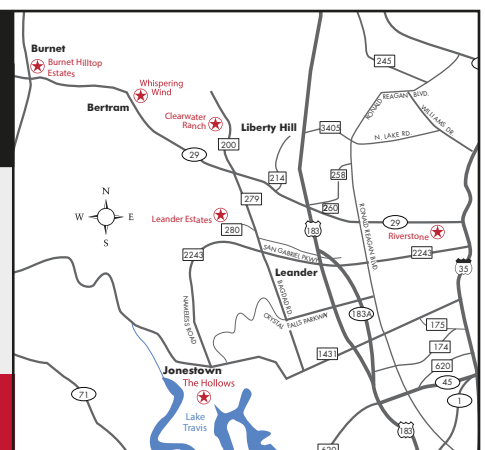 Burnet
Burnet Hilltop
Estates
245
Whispering
Wind
RONALD REAGAN BLVD.
WILLIAMS DR.
Bertram
Clearwater
Ranch
Liberty Hill
3405
N. LAKE RD.
200
29
214
258
279
260
N
W
E
S
Leander Estates
280
183
RONALD REAGAN BLVD.
29
Riverstone
2243
SAN GABRIEL PKWY.
2243
35
Leander
BAGDAD RD.
NAMELESS ROAD
CRYSTAL FALLS PARKWAY
183A
175
174
1431
620
Jonestown
The Hollows
45
71
1
Lake
Travis
183
620